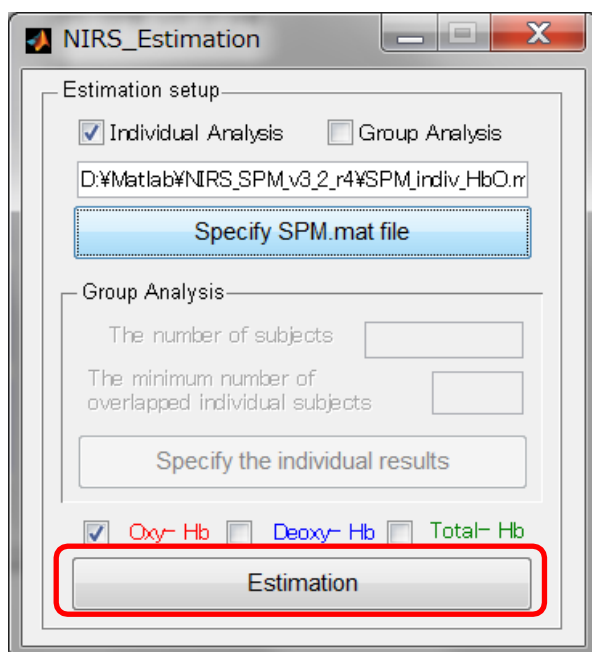 NIRS_Estimation
Estimation setup
Individual Analysis Group Analysis
D:¥Matlab¥NIRS_SPM_v3_2_r4¥SPM_indiv_HbO.m
Specify SPM.mat file
Group Analysis
The number of subjects
The minimum number of
overlapped individual subjects
Specify the individual results
Oxy- Hb Deoxy- Hb Total- Hb
Estimation